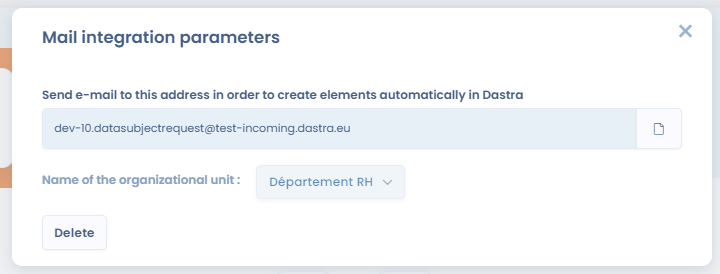 Mail integration parameters
Send e-mail to this address in order to create elements automatically in Dastra
dev-10.datasubjectrequest@test-incoming.dastra.eu
Name of the organizational unit : Département RH
Delete